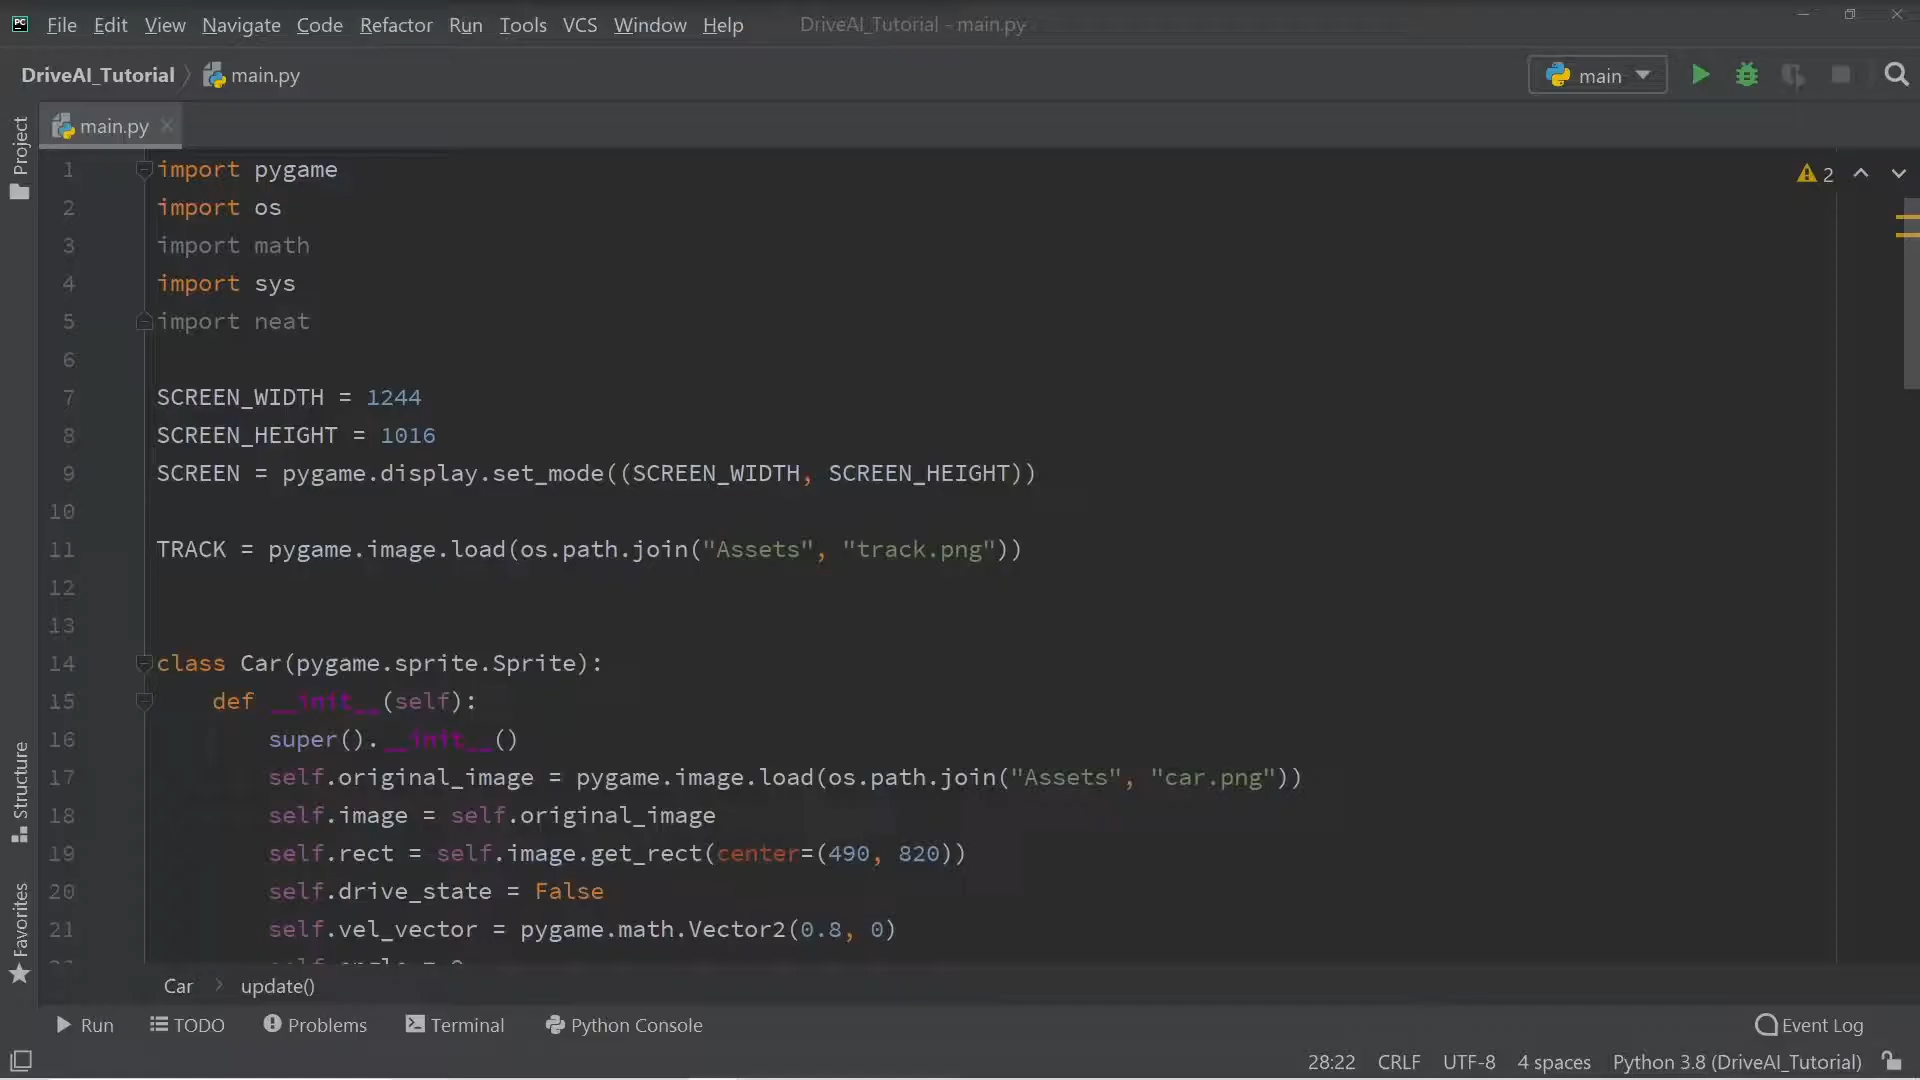 File Edit View Navigate Code Refactor Run Tools VCS Window Help DriveAI_Tutorial - main.py
DriveAI_Tutorial main.py main
main.py
Project
2
1 import pygame
2 import os
3 import math
4 import sys
5 import neat
6
7 SCREEN_WIDTH = 1244
8 SCREEN_HEIGHT = 1016
9 SCREEN = pygame.display.set_mode((SCREEN_WIDTH, SCREEN_HEIGHT))
10
11 TRACK = pygame.image.load(os.path.join("Assets", "track.png"))
12
13
14 class Car(pygame.sprite.Sprite):
15 def __init__(self):
16 super().__init__()
17 self.original_image = pygame.image.load(os.path.join("Assets", "car.png"))
18 self.image = self.original_image
19 self.rect = self.image.get_rect(center=(490, 820))
20 self.drive_state = False
21 self.vel_vector = pygame.math.Vector2(0.8, 0)
Structure
Favorites
Car update()
Run TODO Problems Terminal Python Console Event Log
28:22 CRLF UTF-8 4 spaces Python 3.8 (DriveAI_Tutorial)